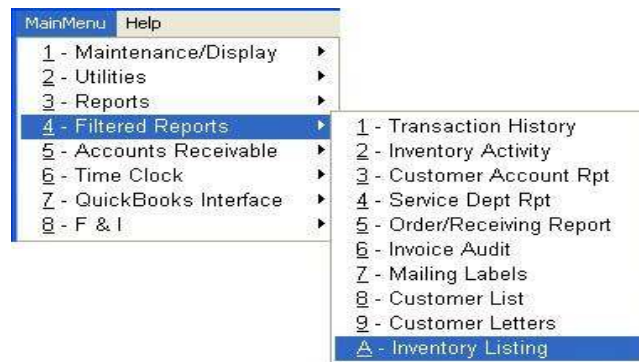 MainMenu Help
1 - Maintenance/Display
2 - Utilities
3 - Reports
4 - Filtered Reports
5 - Accounts Receivable
6 - Time Clock
7 - QuickBooks Interface
8 - F & I
1 - Transaction History
2 - Inventory Activity
3 - Customer Account Rpt
4 - Service Dept Rpt
5 - Order/Receiving Report
6 - Invoice Audit
7 - Mailing Labels
8 - Customer List
9 - Customer Letters
A - Inventory Listing